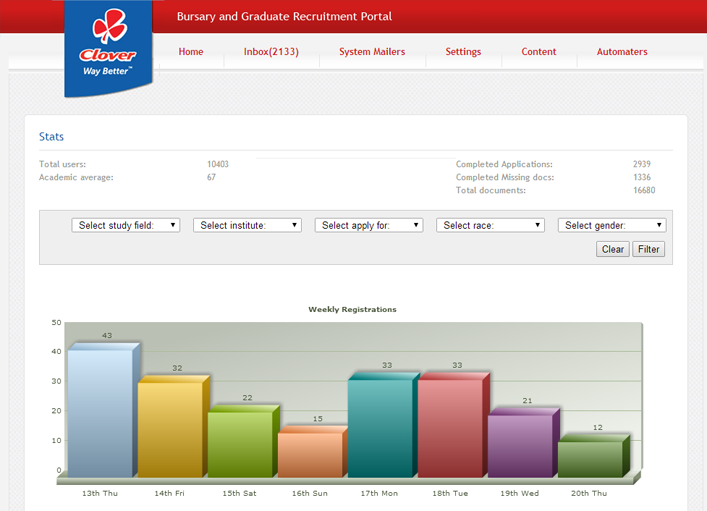 Bursary and Graduate Recruitment Portal
Clover
Way Better™
Home Inbox(2133) System Mailers Settings Content Automaters
Stats
Total users: 10403 Completed Applications: 2939
Academic average: 67 Completed Missing docs: 1336
Total documents: 16680
Select study field: Select institute: Select apply for: Select race: Select gender:
Clear Filter
Weekly Registrations
50
43
40
32
33
33
30
22
21
20
15
12
10
0
13th Thu 14th Fri 15th Sat 16th Sun 17th Mon 18th Tue 19th Wed 20th Thu